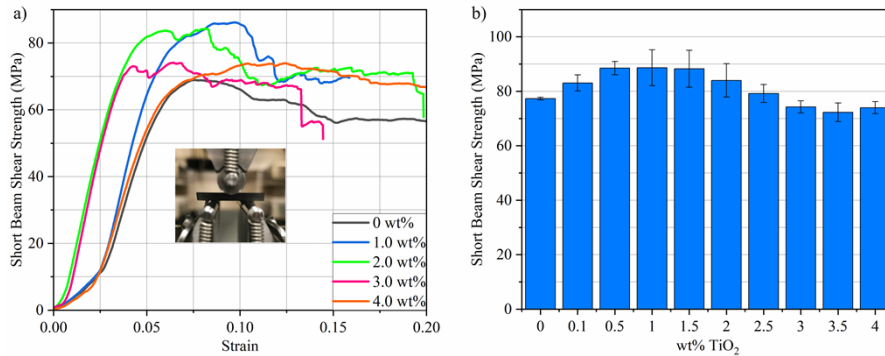 a)
Short Beam Shear Strength (MPa)
80
60
40
20
0
0.00
0.05
0.10
0.15
0.20
Strain
0 wt%
1.0 wt%
2.0 wt%
3.0 wt%
4.0 wt%
b)
Short Beam Shear Strength (MPa)
100
80
60
40
20
0
0
0.1
0.5
1
1.5
2
2.5
3
3.5
4
wt% TiO₂